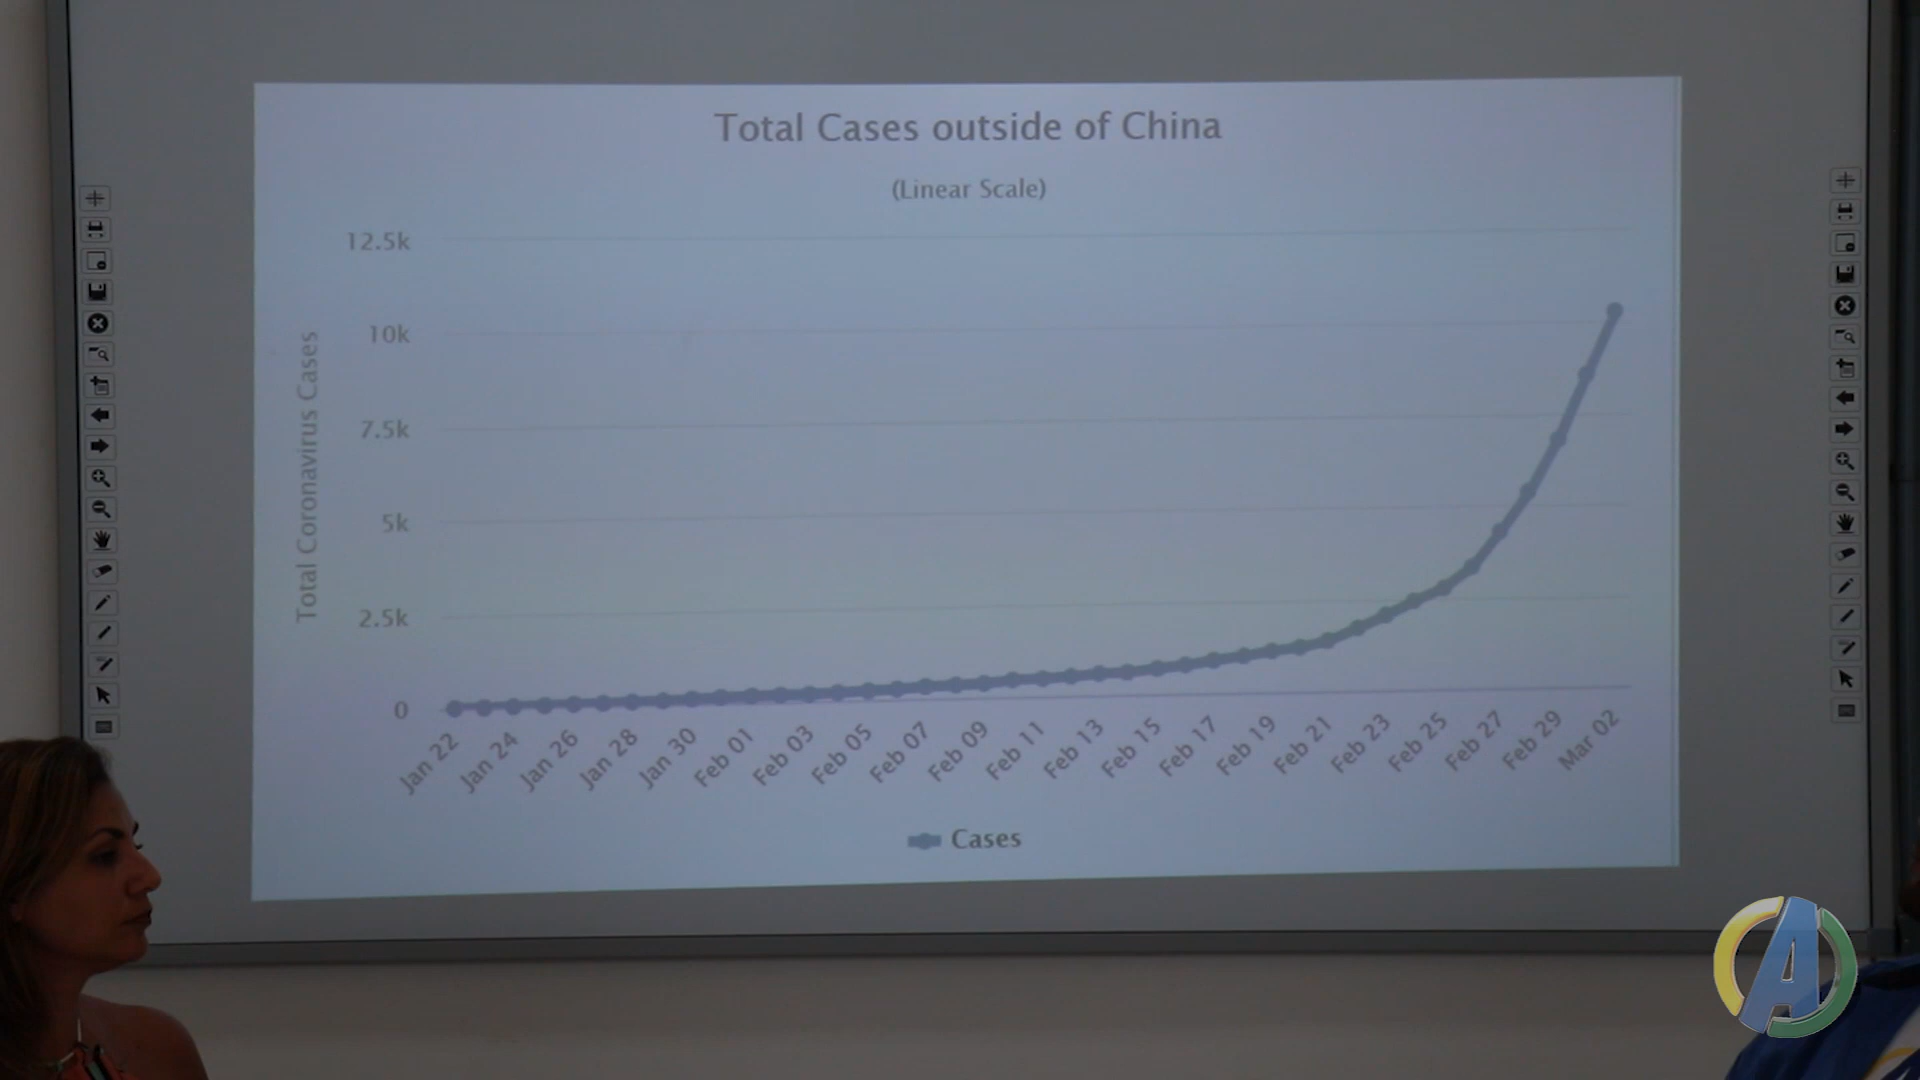 Total Cases outside of China
(Linear Scale)
Total Coronavirus Cases
12.5k
10k
7.5k
5k
2.5k
0
Jan 22
Jan 24
Jan 26
Jan 28
Jan 30
Feb 01
Feb 03
Feb 05
Feb 07
Feb 09
Feb 11
Feb 13
Feb 15
Feb 17
Feb 19
Feb 21
Feb 23
Feb 25
Feb 27
Feb 29
Mar 02
Cases
A